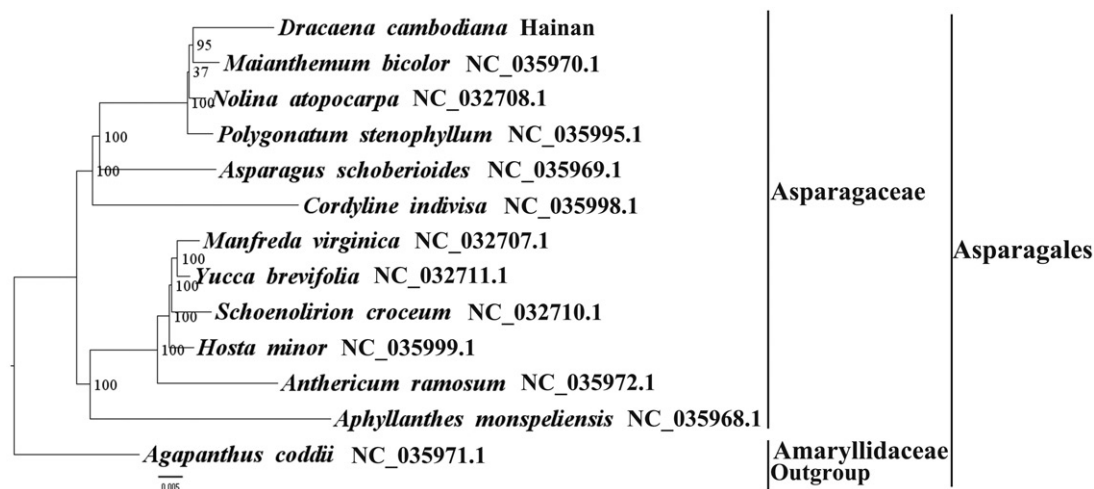 Dracaena cambodiana Hainan
95
Maianthemum bicolor NC_035970.1
37
Nolina atopocarpa NC_032708.1
100
Polygonatum stenophyllum NC_035995.1
100
Asparagus schoberioides NC_035969.1
100
Asparagaceae
Cordyline indivisa NC_035998.1
Manfreda virginica NC_032707.1
Asparagales
100
Yucca brevifolia NC_032711.1
100
Schoenolirion croceum NC_032710.1
100
Hosta minor NC_035999.1
100
Anthericum ramosum NC_035972.1
100
Aphyllanthes monspeliensis NC_035968.1
Agapanthus coddii NC_035971.1
Amaryllidaceae
Outgroup
0.005